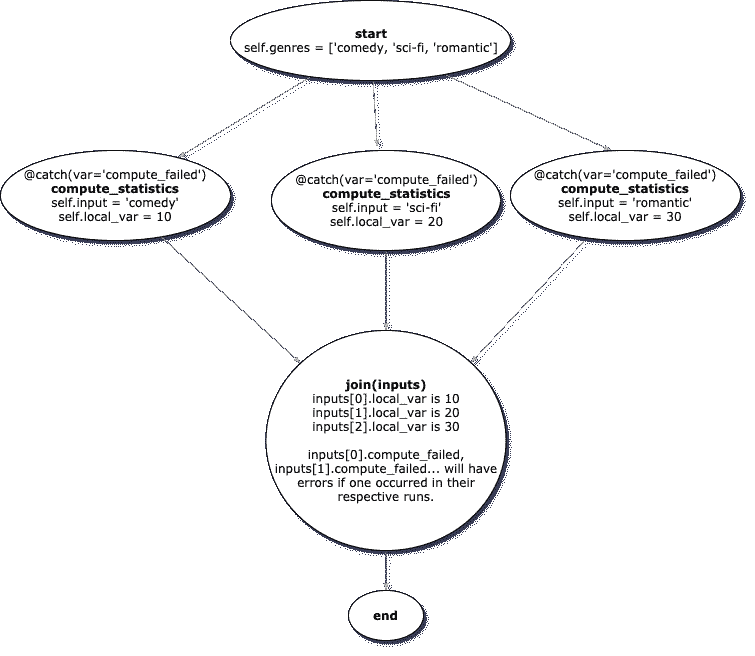 start
self.genres = ['comedy, 'sci-fi, 'romantic']
@catch(var='compute_failed')
compute_statistics
self.input = 'comedy'
self.local_var = 10
@catch(var='compute_failed')
compute_statistics
self.input = 'sci-fi'
self.local_var = 20
@catch(var='compute_failed')
compute_statistics
self.input = 'romantic'
self.local_var = 30
join(inputs)
inputs[0].local_var is 10
inputs[1].local_var is 20
inputs[2].local_var is 30
inputs[0].compute_failed,
inputs[1].compute_failed... will have
errors if one occurred in their
respective runs.
end